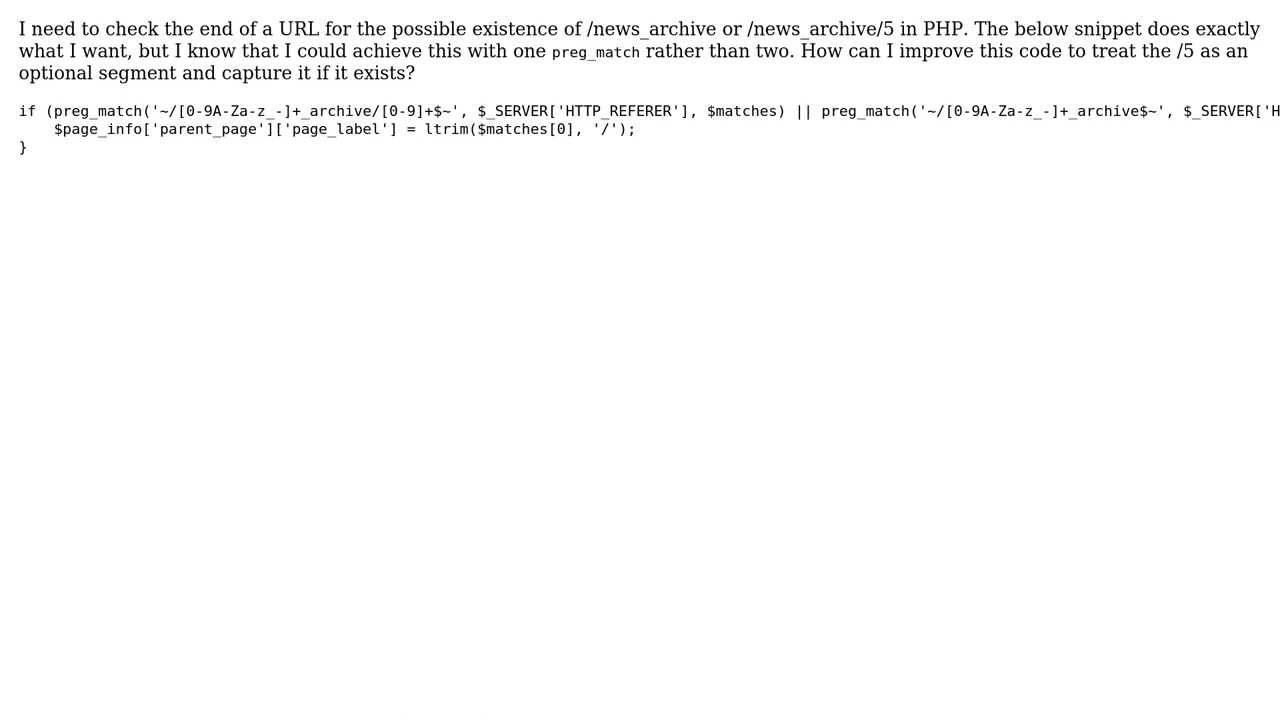 I need to check the end of a URL for the possible existence of /news_archive or /news_archive/5 in PHP. The below snippet does exactly
what I want, but I know that I could achieve this with one preg_match rather than two. How can I improve this code to treat the /5 as an
optional segment and capture it if it exists?
if (preg_match('~/[0-9A-Za-z_-]+_archive/[0-9]+$~', $_SERVER['HTTP_REFERER'], $matches) || preg_match('~/[0-9A-Za-z_-]+_archive$~', $_SERVER['H
    $page_info['parent_page']['page_label'] = ltrim($matches[0], '/');
}